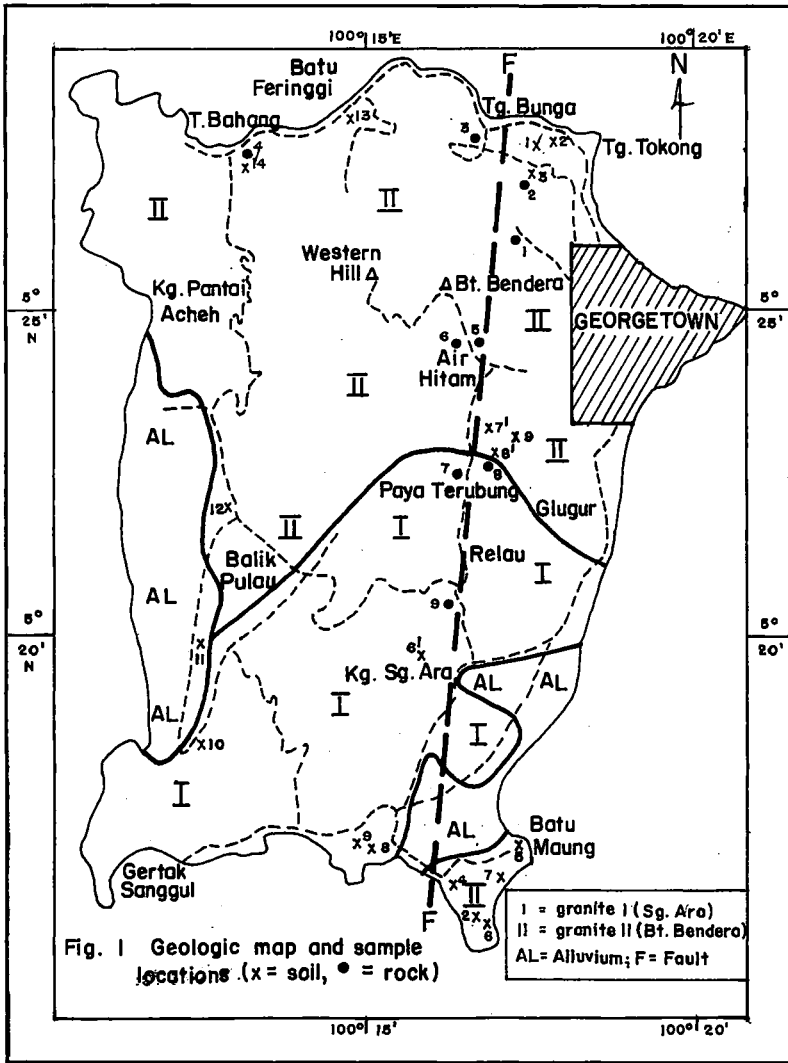 100°15'E
100°20'E
F
N
Batu
Feringgi
Tg. Bunga
T. Bahang
x13
3
1x x2
Tg. Tokong
4
x14
x3
2
II
II
1
Western
Hill
Bt. Bendera
Kg. Pantai
Acheh
5°
25'
N
5°
25'
II
GEORGETOWN
6
5
Air
Hitam
II
AL
x7'
x9
x8'
II
7
8
Paya Terubung
Glugur
12x
II
I
Balik
Pulau
Relau
I
AL
9
5°
20'
N
5°
20'
6'
x
x
11
Kg. Sg. Ara
AL
AL
I
AL
x10
I
I
AL
Batu
Maung
x9
x8
x
8
Gertak
Sanggul
x4
7x
II
2x
x
6
F
I = granite I (Sg. Ara)
II = granite II (Bt. Bendera)
AL = Alluvium; F = Fault
Fig. 1 Geologic map and sample
locations (x = soil, ● = rock)
100°15'
100°20'